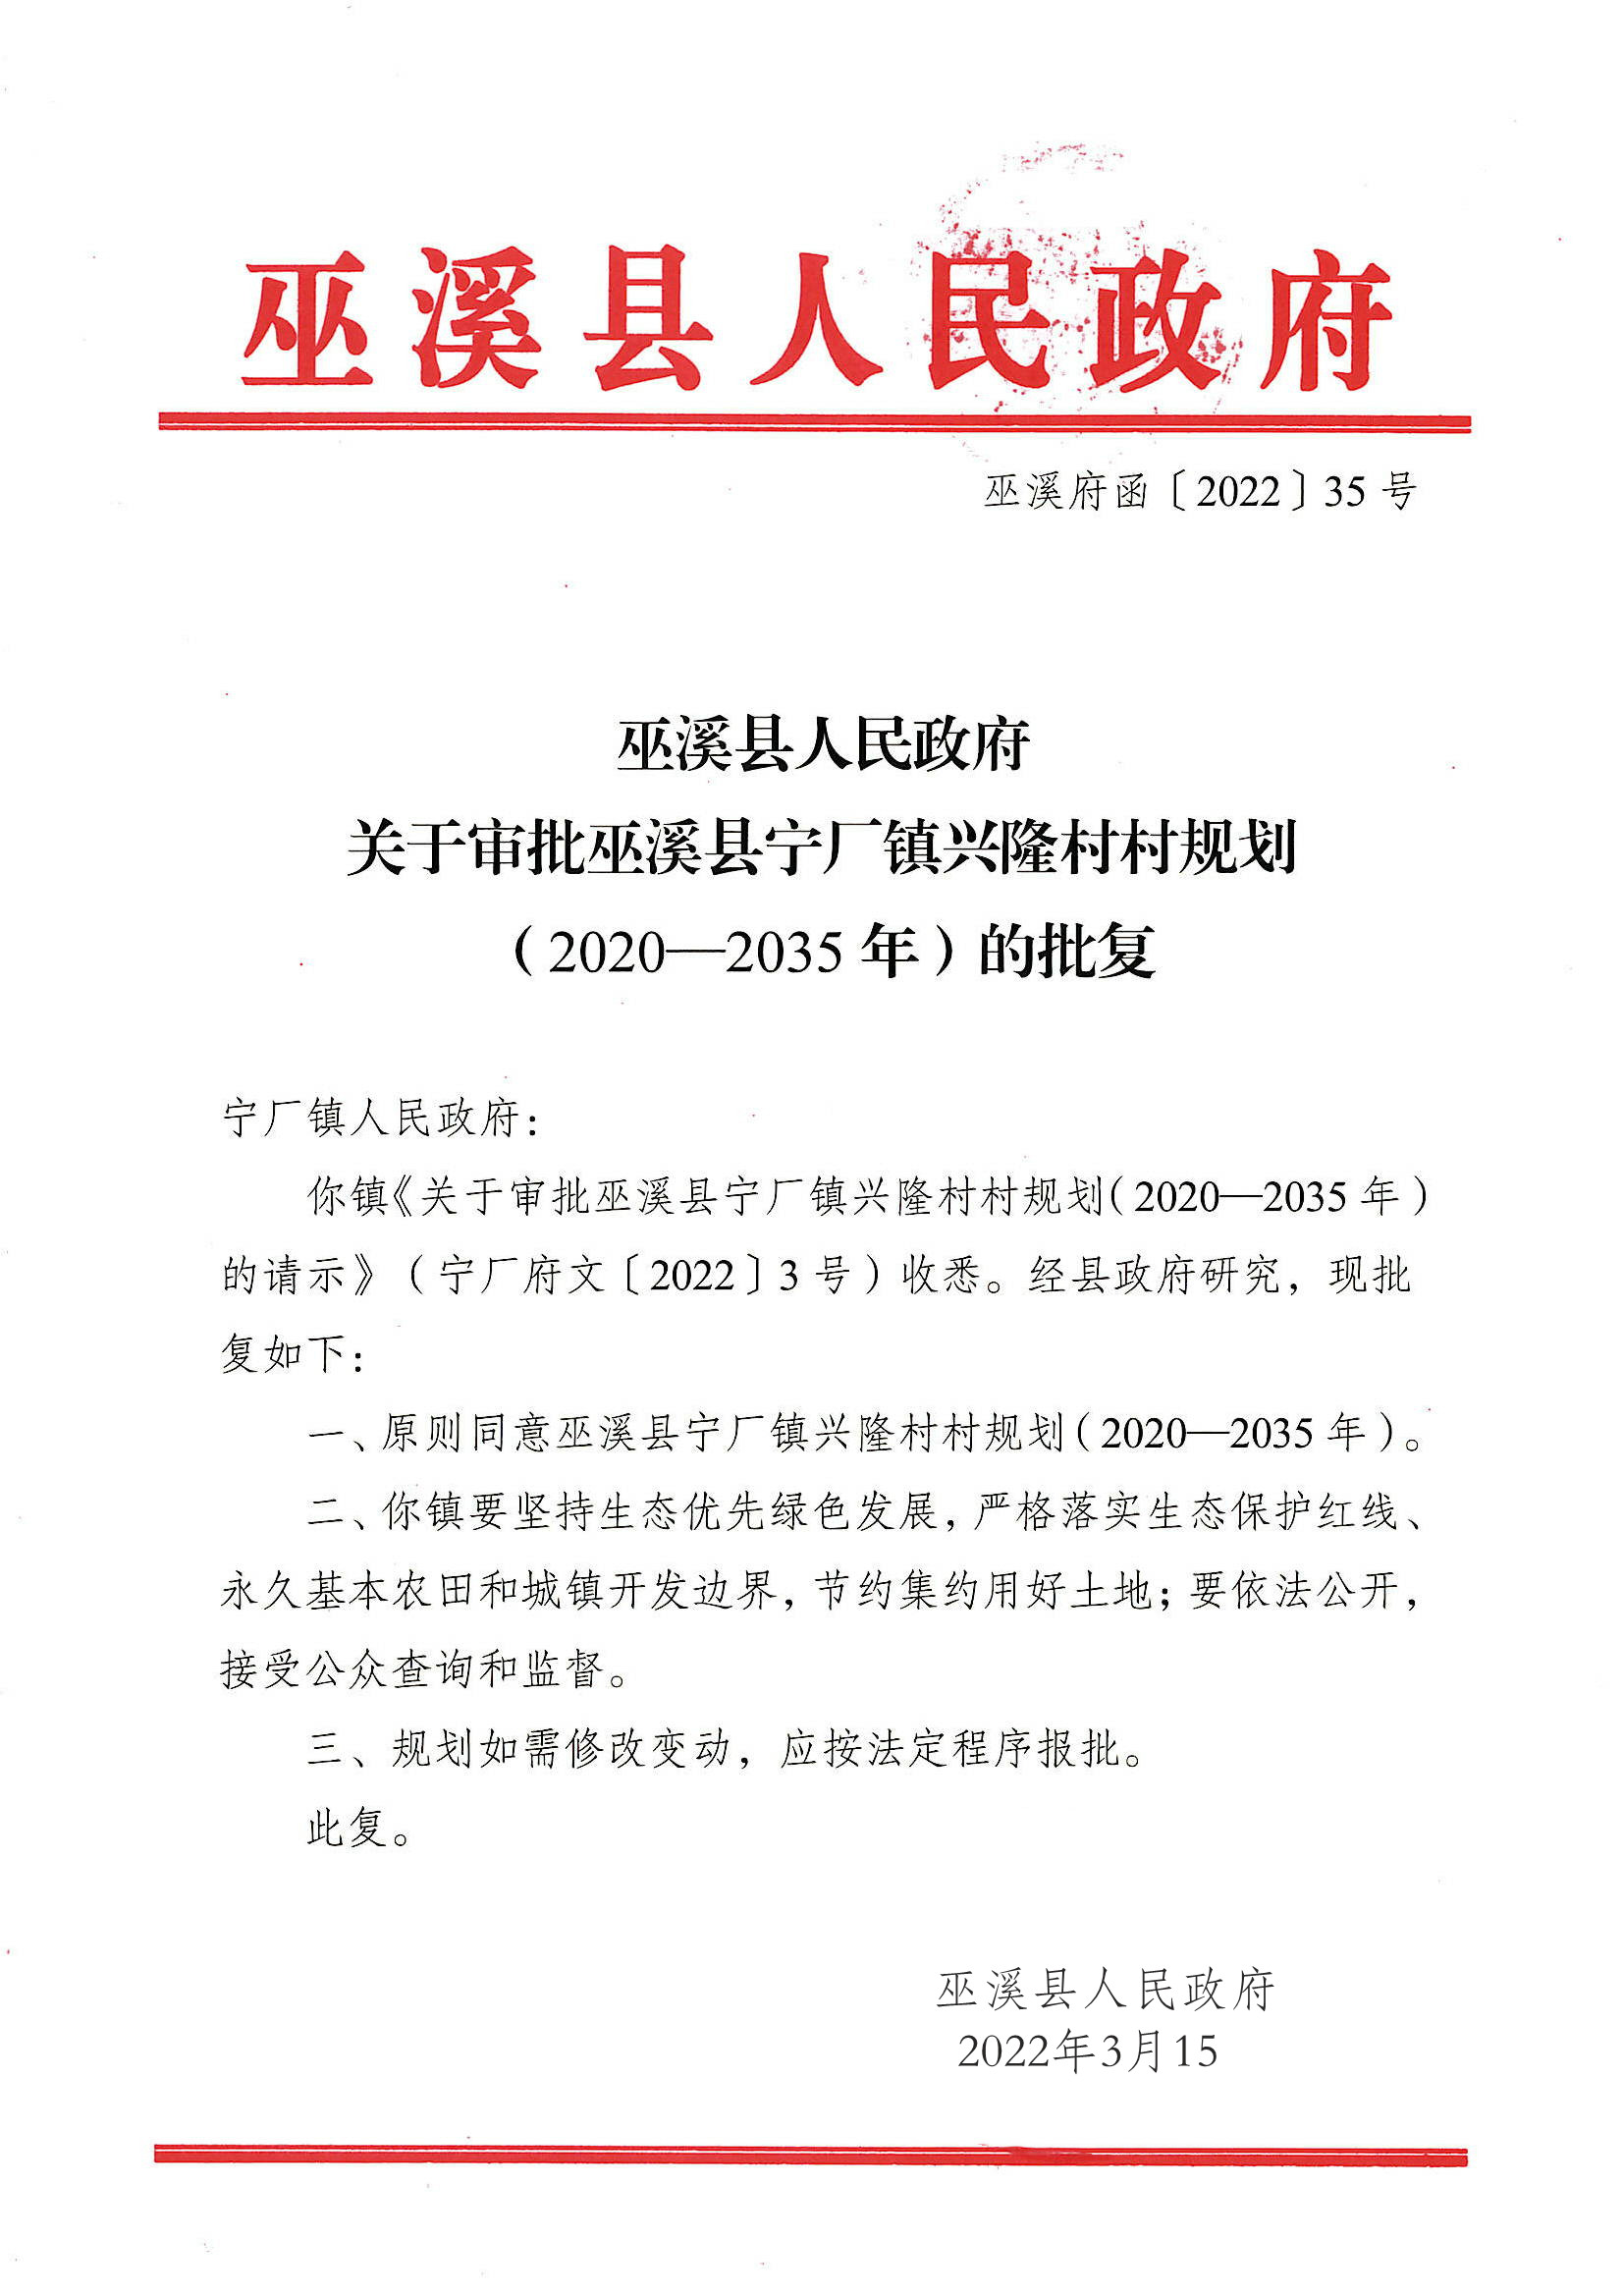 巫溪县人民政府
巫溪府函〔2022〕35号
巫溪县人民政府
关于审批巫溪县宁厂镇兴隆村村规划
（2020—2035年）的批复
宁厂镇人民政府：
你镇《关于审批巫溪县宁厂镇兴隆村村规划（2020—2035年）
的请示》（宁厂府文〔2022〕3号）收悉。经县政府研究，现批
复如下：
一、原则同意巫溪县宁厂镇兴隆村村规划（2020—2035年）。
二、你镇要坚持生态优先绿色发展，严格落实生态保护红线、
永久基本农田和城镇开发边界，节约集约用好土地；要依法公开，
接受公众查询和监督。
三、规划如需修改变动，应按法定程序报批。
此复。
巫溪县人民政府
2022年3月15